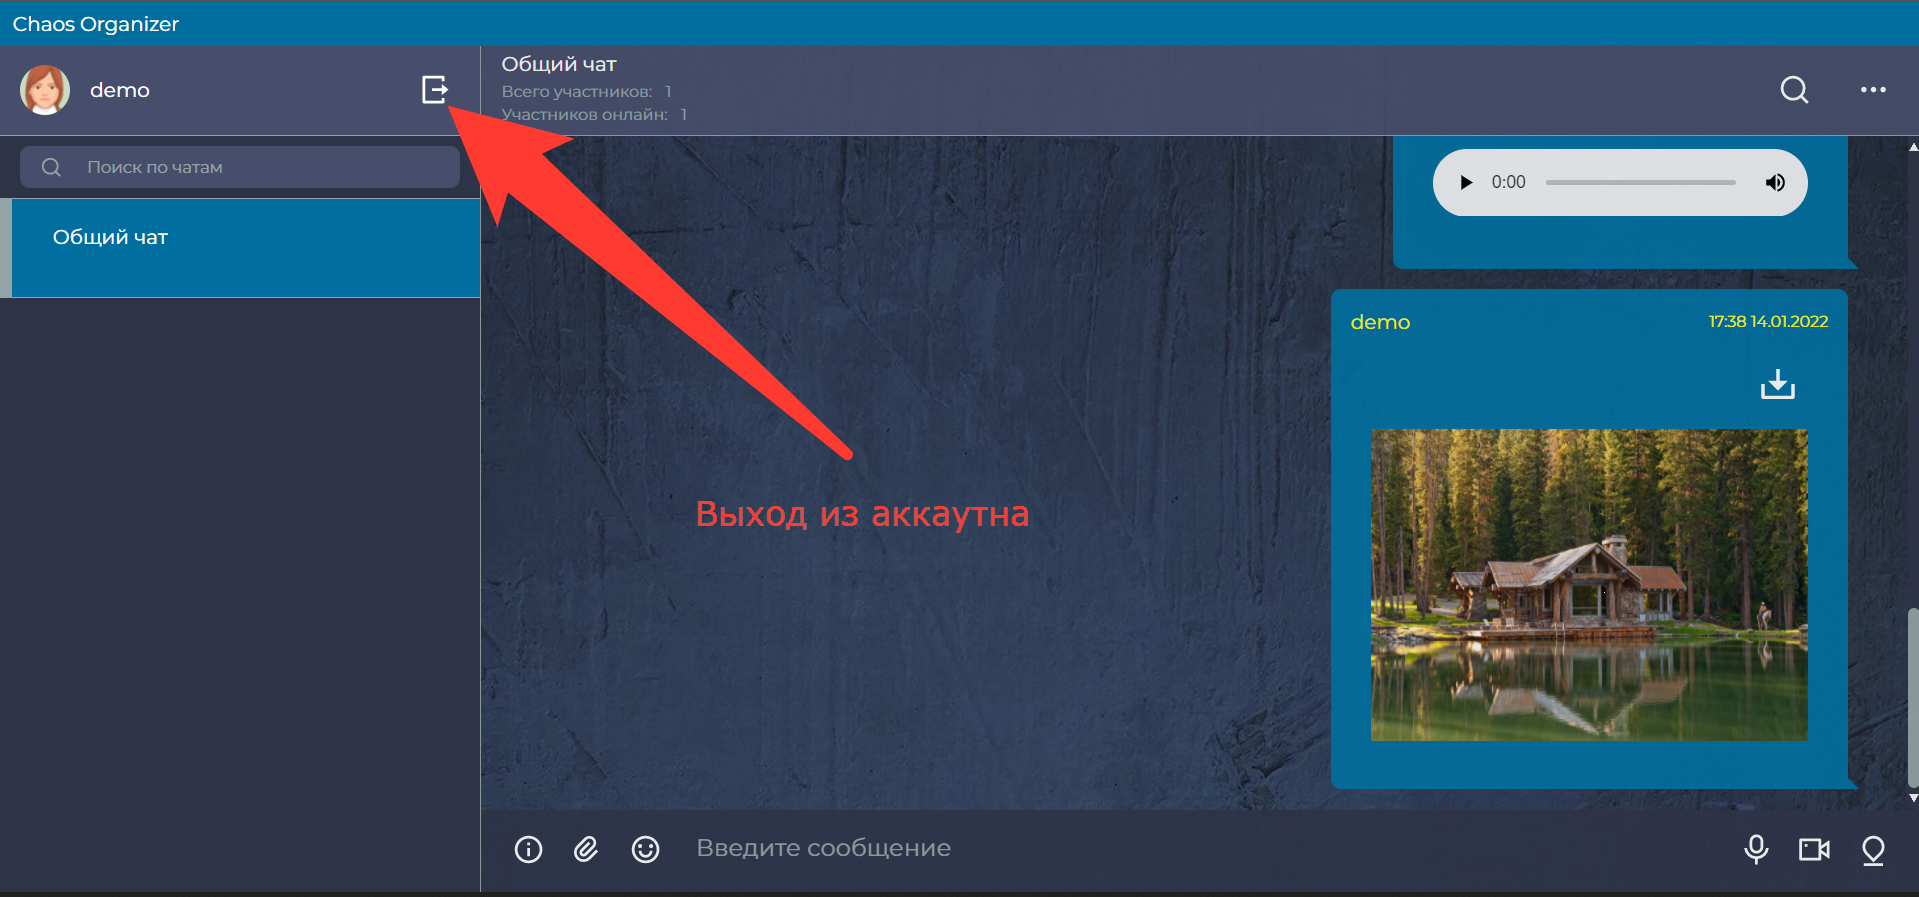 Chaos Organizer
demo
Общий чат
Всего участников: 1
Участников онлайн: 1
Поиск по чатам
Общий чат
0:00
demo
17:38 14.01.2022
Выход из аккаутна
Введите сообщение